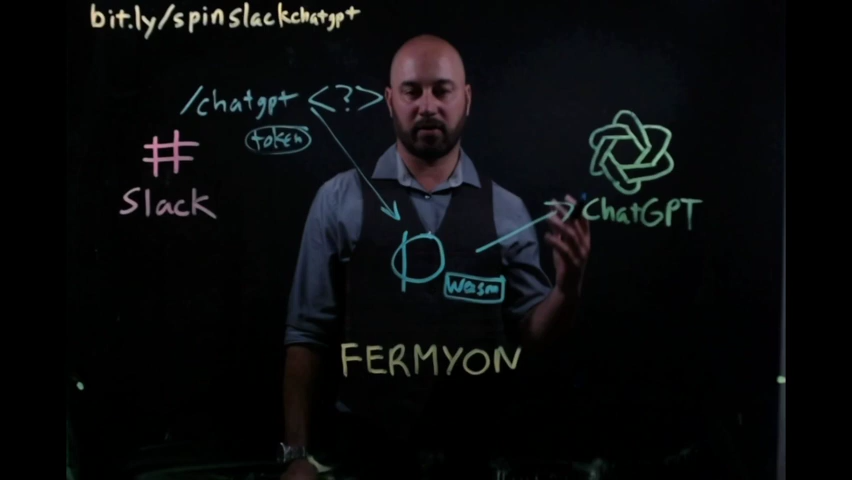 bit.ly/spinslackchatgpt
/chatgpt <?>
token
#
Slack
ChatGPT
Wasm
FERMYON